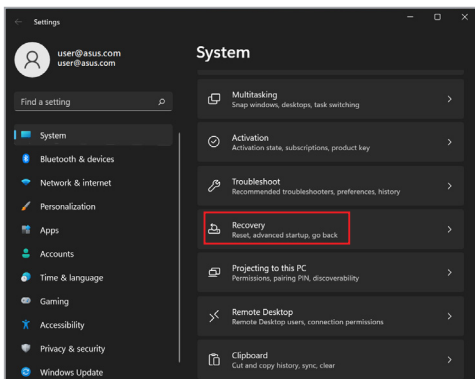 Settings
user@asus.com
user@asus.com
Find a setting
System
Bluetooth & devices
Network & internet
Personalization
Apps
Accounts
Time & language
Gaming
Accessibility
Privacy & security
Windows Update
System
Multitasking
Snap windows, desktops, task switching
Activation
Activation state, subscriptions, product key
Troubleshoot
Recommended troubleshooters, preferences, history
Recovery
Reset, advanced startup, go back
Projecting to this PC
Permissions, pairing PIN, discoverability
Remote Desktop
Remote Desktop users, connection permissions
Clipboard
Cut and copy history, sync, clear